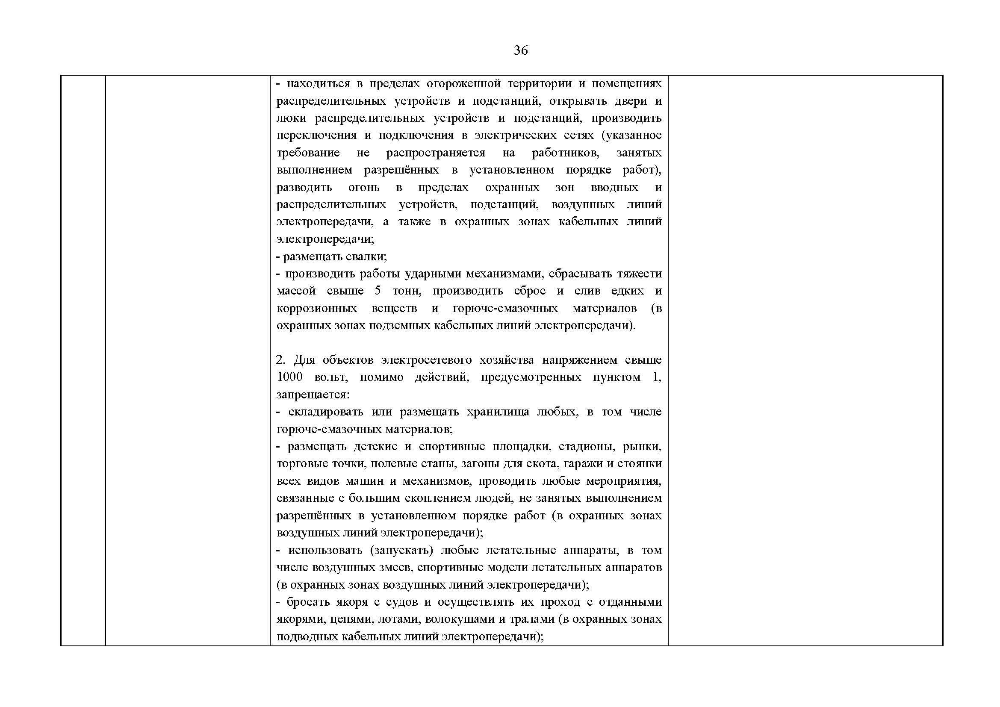 36
- находиться в пределах огороженной территории и помещениях
распределительных устройств и подстанций, открывать двери и
люки распределительных устройств и подстанций, производить
переключения и подключения в электрических сетях (указанное
требование не распространяется на работников, занятых
выполнением разрешённых в установленном порядке работ),
разводить огонь в пределах охранных зон вводных и
распределительных устройств, подстанций, воздушных линий
электропередачи, а также в охранных зонах кабельных линий
электропередачи;
- размещать свалки;
- производить работы ударными механизмами, сбрасывать тяжести
массой свыше 5 тонн, производить сброс и слив едких и
коррозионных веществ и горюче-смазочных материалов (в
охранных зонах подземных кабельных линий электропередачи).
2. Для объектов электросетевого хозяйства напряжением свыше
1000 вольт, помимо действий, предусмотренных пунктом 1,
запрещается:
- складировать или размещать хранилища любых, в том числе
горюче-смазочных материалов;
- размещать детские и спортивные площадки, стадионы, рынки,
торговые точки, полевые станы, загоны для скота, гаражи и стоянки
всех видов машин и механизмов, проводить любые мероприятия,
связанные с большим скоплением людей, не занятых выполнением
разрешённых в установленном порядке работ (в охранных зонах
воздушных линий электропередачи);
- использовать (запускать) любые летательные аппараты, в том
числе воздушных змеев, спортивные модели летательных аппаратов
(в охранных зонах воздушных линий электропередачи);
- бросать якоря с судов и осуществлять их проход с отданными
якорями, цепями, лотами, волокушами и тралами (в охранных зонах
подводных кабельных линий электропередачи);